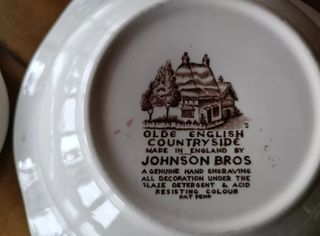 2
OLDE ENGLISH
COUNTRYSIDE
MADE IN ENGLAND BY
JOHNSON BROS
A GENUINE HAND ENGRAVING
ALL DECORATION UNDER THE
GLAZE DETERGENT & ACID
RESISTING COLOUR
PAT PEND